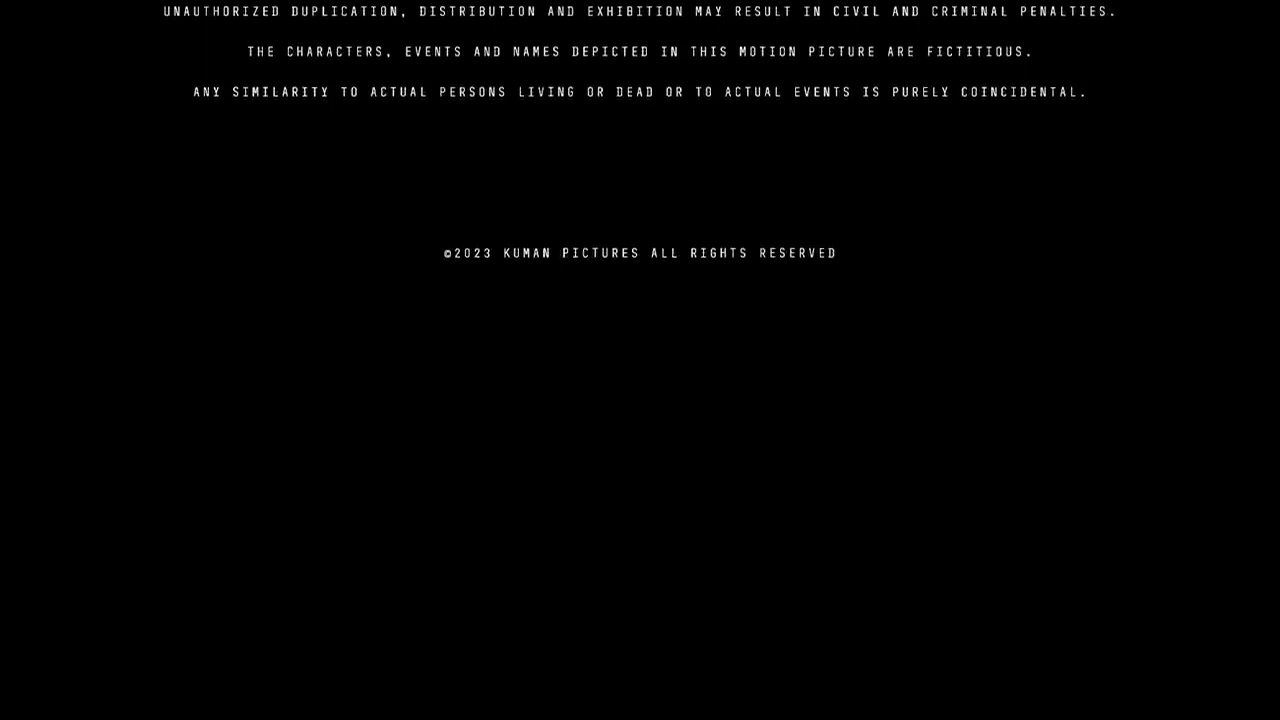 UNAUTHORIZED DUPLICATION, DISTRIBUTION AND EXHIBITION MAY RESULT IN CIVIL AND CRIMINAL PENALTIES.
THE CHARACTERS, EVENTS AND NAMES DEPICTED IN THIS MOTION PICTURE ARE FICTITIOUS.
ANY SIMILARITY TO ACTUAL PERSONS LIVING OR DEAD OR TO ACTUAL EVENTS IS PURELY COINCIDENTAL.
©2023 KUMAN PICTURES ALL RIGHTS RESERVED